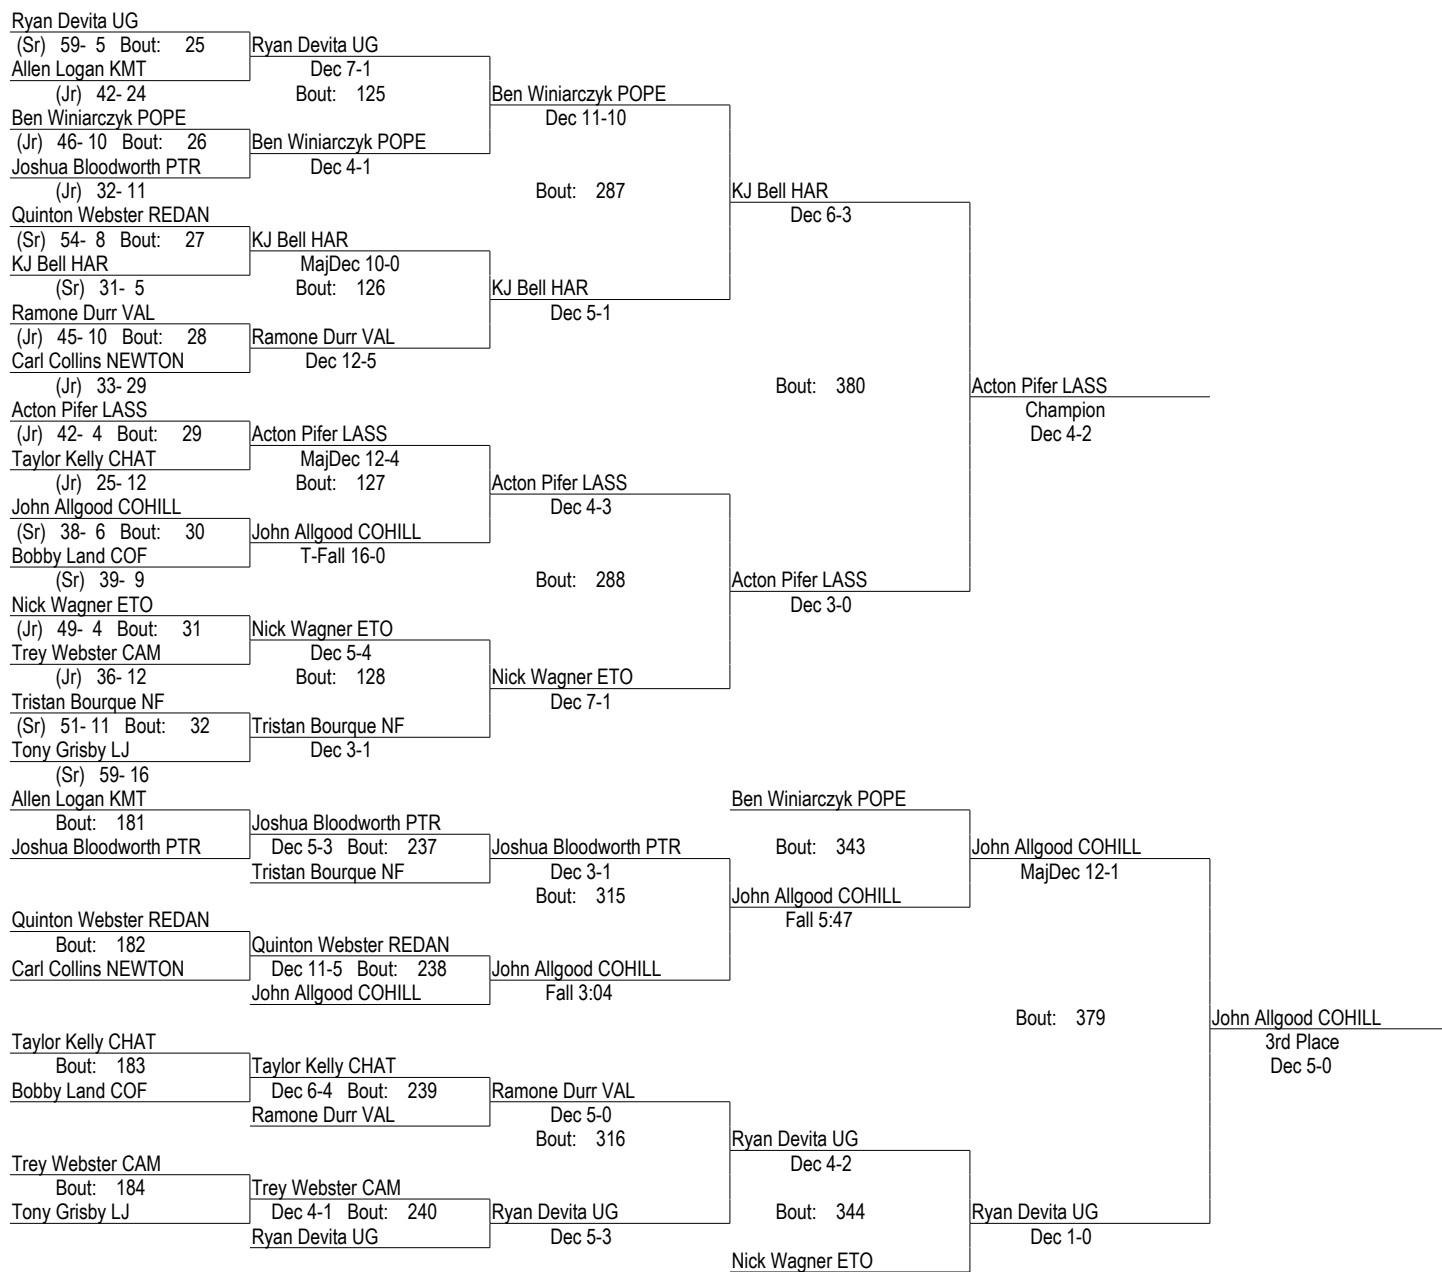 Ryan Devita UG
(Sr) 59- 5 Bout: 25 Ryan Devita UG
Allen Logan KMT Dec 7-1
(Jr) 42- 24 Bout: 125 Ben Winiarczyk POPE
Ben Winiarczyk POPE Dec 11-10
(Jr) 46- 10 Bout: 26 Ben Winiarczyk POPE
Joshua Bloodworth PTR Dec 4-1
(Jr) 32- 11 Bout: 287 KJ Bell HAR
Quinton Webster REDAN Dec 6-3
(Sr) 54- 8 Bout: 27 KJ Bell HAR
KJ Bell HAR MajDec 10-0
(Sr) 31- 5 Bout: 126 KJ Bell HAR
Ramone Durr VAL Dec 5-1
(Jr) 45- 10 Bout: 28 Ramone Durr VAL
Carl Collins NEWTON Dec 12-5
(Jr) 33- 29 Bout: 380 Acton Pifer LASS
Acton Pifer LASS Champion
(Jr) 42- 4 Bout: 29 Acton Pifer LASS Dec 4-2
Taylor Kelly CHAT MajDec 12-4
(Jr) 25- 12 Bout: 127 Acton Pifer LASS
John Allgood COHILL Dec 4-3
(Sr) 38- 6 Bout: 30 John Allgood COHILL
Bobby Land COF T-Fall 16-0
(Sr) 39- 9 Bout: 288 Acton Pifer LASS
Nick Wagner ETO Dec 3-0
(Jr) 49- 4 Bout: 31 Nick Wagner ETO
Trey Webster CAM Dec 5-4
(Jr) 36- 12 Bout: 128 Nick Wagner ETO
Tristan Bourque NF Dec 7-1
(Sr) 51- 11 Bout: 32 Tristan Bourque NF
Tony Grisby LJ Dec 3-1
(Sr) 59- 16
Allen Logan KMT Ben Winiarczyk POPE
Bout: 181 Joshua Bloodworth PTR
Joshua Bloodworth PTR Dec 5-3 Bout: 237 Joshua Bloodworth PTR Bout: 343 John Allgood COHILL
Tristan Bourque NF Dec 3-1 MajDec 12-1
Bout: 315 John Allgood COHILL
Quinton Webster REDAN Fall 5:47
Bout: 182 Quinton Webster REDAN
Carl Collins NEWTON Dec 11-5 Bout: 238 John Allgood COHILL
John Allgood COHILL Fall 3:04
Bout: 379 John Allgood COHILL
Taylor Kelly CHAT 3rd Place
Bout: 183 Taylor Kelly CHAT Dec 5-0
Bobby Land COF Dec 6-4 Bout: 239 Ramone Durr VAL
Ramone Durr VAL Dec 5-0
Bout: 316 Ryan Devita UG
Trey Webster CAM Dec 4-2
Bout: 184 Trey Webster CAM
Tony Grisby LJ Dec 4-1 Bout: 240 Ryan Devita UG Bout: 344 Ryan Devita UG
Ryan Devita UG Dec 5-3 Dec 1-0
Nick Wagner ETO